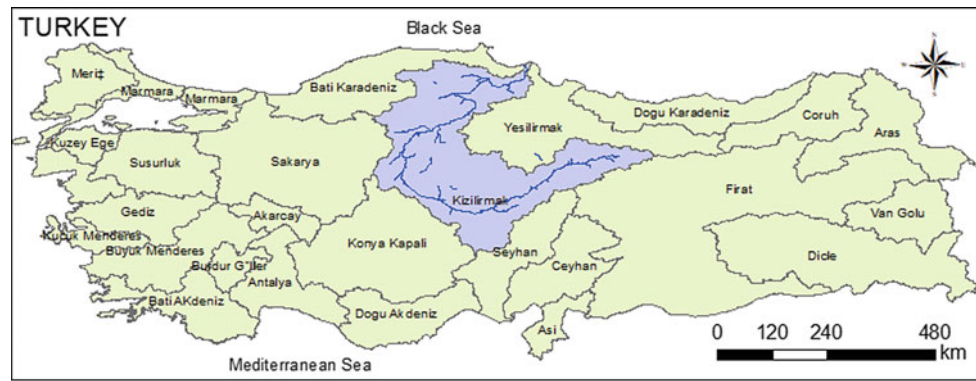 TURKEY
Black Sea
Meriç
Marmara
Marmara
Bati Karadeniz
Yesilirmak
Dogu Karadeniz
Coruh
Aras
Kuzey Ege
Susurluk
Sakarya
Kizilirmak
Firat
Van Golu
Gediz
Akarcay
Konya Kapali
Seyhan
Ceyhan
Dicle
Kucuk Menderes
Buyuk Menderes
Burdur G"ller
Antalya
Bati AKdeniz
Dogu Akdeniz
Asi
Mediterranean Sea
0 120 240 480
km